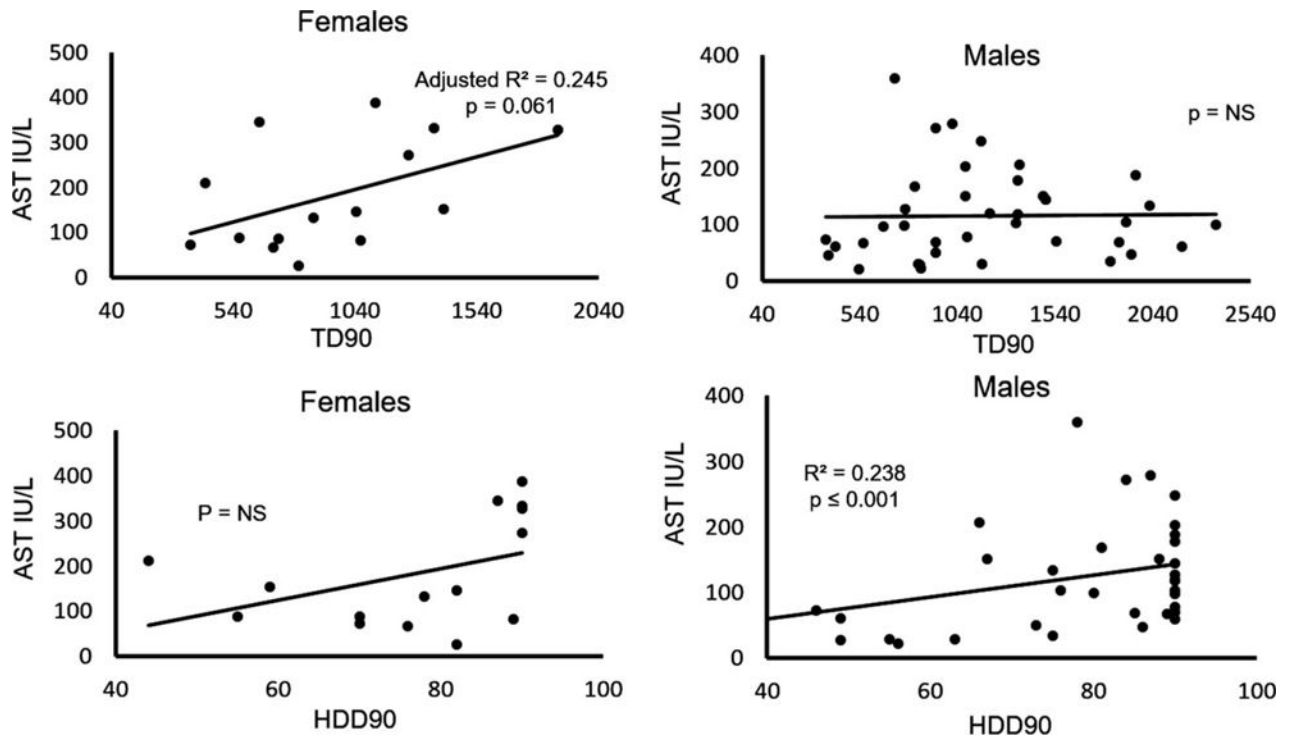 Females
AST IU/L
500
400
300
200
100
0
Adjusted R² = 0.245
p = 0.061
40 540 1040 1540 2040
TD90
Males
AST IU/L
400
300
200
100
0
p = NS
40 540 1040 1540 2040 2540
TD90
Females
AST IU/L
500
400
300
200
100
0
P = NS
40 60 80 100
HDD90
Males
AST IU/L
400
300
200
100
0
R² = 0.238
p ≤ 0.001
40 60 80 100
HDD90